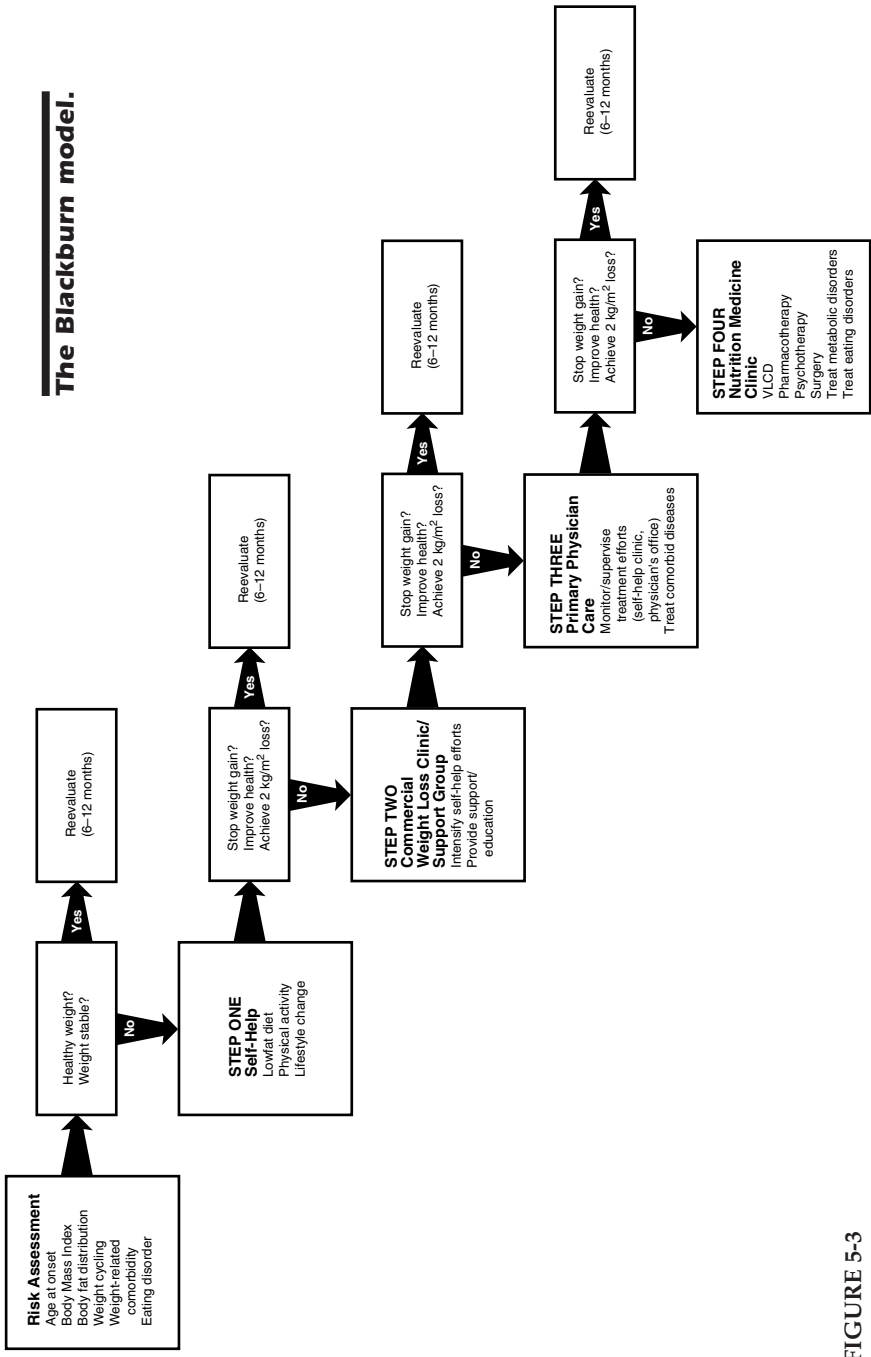 The Blackburn model.
Risk Assessment
Age at onset
Body Mass Index
Body fat distribution
Weight cycling
Weight-related
comorbidity
Eating disorder
Healthy weight?
Weight stable?
Yes
Reevaluate
(6–12 months)
No
STEP ONE
Self-Help
Lowfat diet
Physical activity
Lifestyle change
Stop weight gain?
Improve health?
Achieve 2 kg/m² loss?
Yes
Reevaluate
(6–12 months)
No
STEP TWO
Commercial
Weight Loss Clinic/
Support Group
Intensify self-help efforts
Provide support/
education
Stop weight gain?
Improve health?
Achieve 2 kg/m² loss?
Yes
Reevaluate
(6–12 months)
No
STEP THREE
Primary Physician
Care
Monitor/supervise
treatment efforts
(self-help clinic,
physician's office)
Treat comorbid diseases
Stop weight gain?
Improve health?
Achieve 2 kg/m² loss?
Yes
Reevaluate
(6–12 months)
No
STEP FOUR
Nutrition Medicine
Clinic
VLCD
Pharmacotherapy
Psychotherapy
Surgery
Treat metabolic disorders
Treat eating disorders
FIGURE 5-3